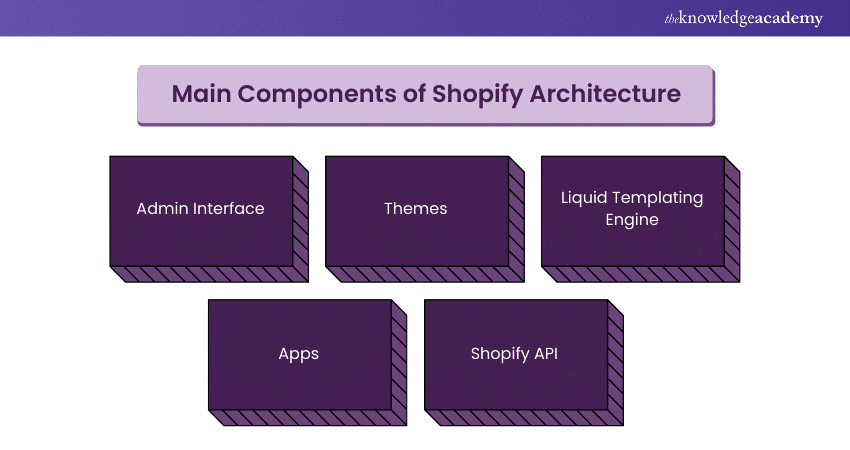 theknowledgeacademy
Main Components of Shopify Architecture
Admin Interface
Themes
Liquid Templating
Engine
Apps
Shopify API